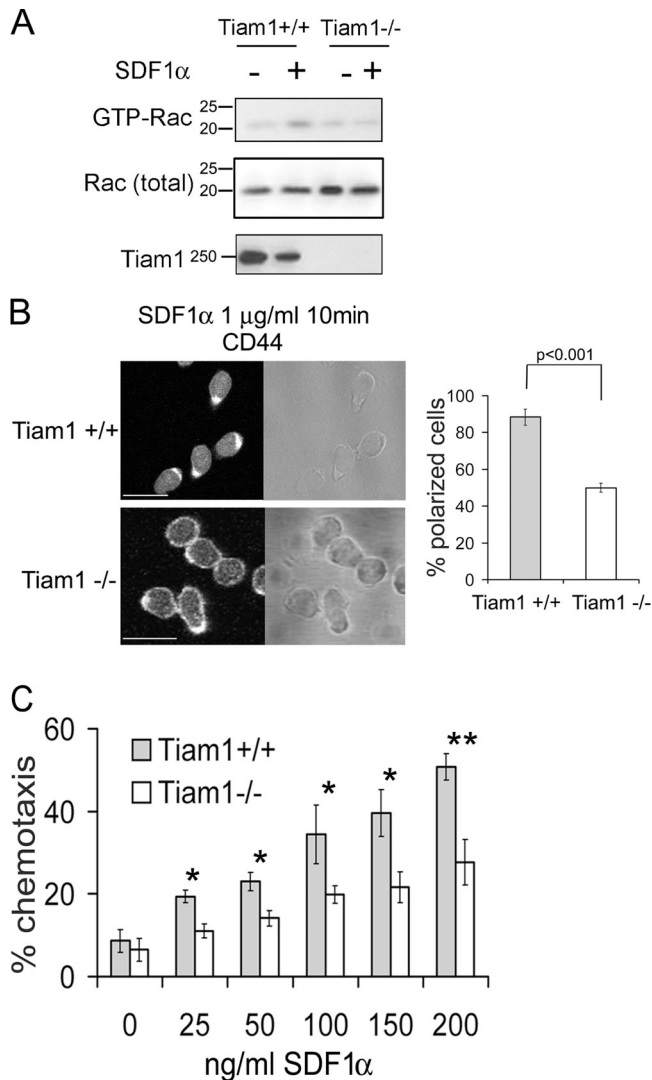 A
Tiam1+/+ Tiam1-/-
SDF1α - + - +
GTP-Rac 25 20
Rac (total) 25 20
Tiam1 250
B
SDF1α 1 μg/ml 10min
CD44
Tiam1 +/+
Tiam1 -/-
p<0.001
% polarized cells
100
80
60
40
20
0
Tiam1 +/+ Tiam1 -/-
C
% chemotaxis
60
40
20
0
Tiam1+/+
Tiam1-/-
* * * * **
0 25 50 100 150 200
ng/ml SDF1α